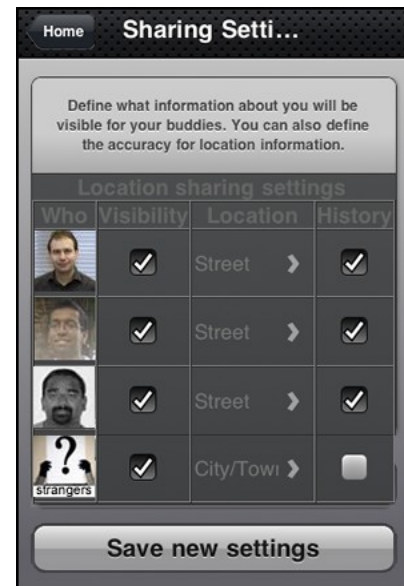 Home
Sharing Setti...
Define what information about you will be
visible for your buddies. You can also define
the accuracy for location information.
Location sharing settings
Who Visibility Location History
Street
Street
Street
?
strangers
City/Tow
Save new settings